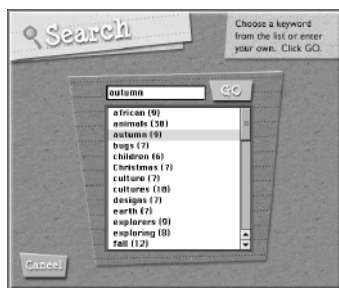 Search
Choose a keyword
from the list or enter
your own. Click GO.
autumn
GO
african (9)
animals (50)
autumn (9)
bugs (7)
children (6)
Christmas (7)
culture (7)
cultures (18)
designs (7)
earth (7)
explorers (9)
exploring (8)
fall (12)
Cancel